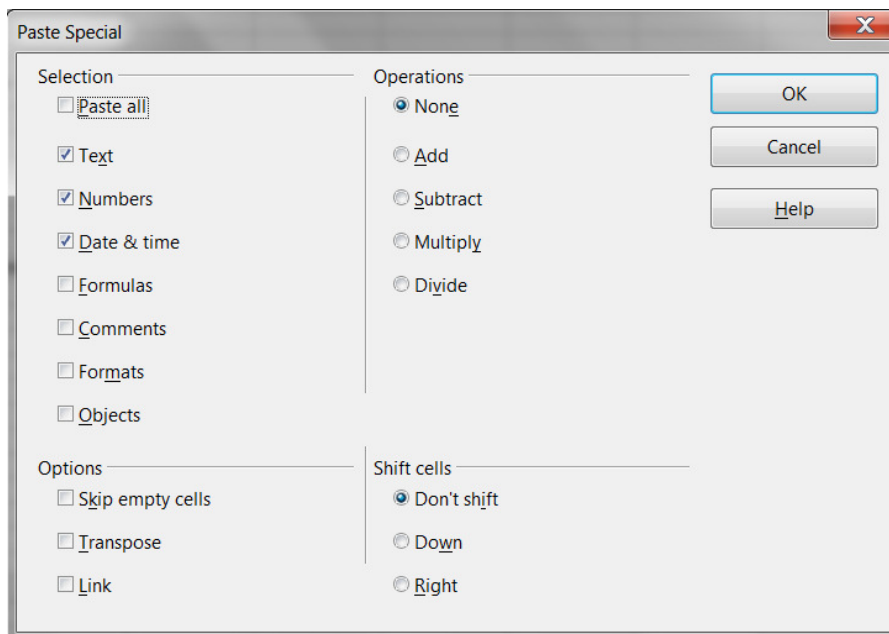 Paste Special
Selection
Paste all
Text
Numbers
Date & time
Formulas
Comments
Formats
Objects
Operations
None
Add
Subtract
Multiply
Divide
OK
Cancel
Help
Options
Skip empty cells
Transpose
Link
Shift cells
Don't shift
Down
Right